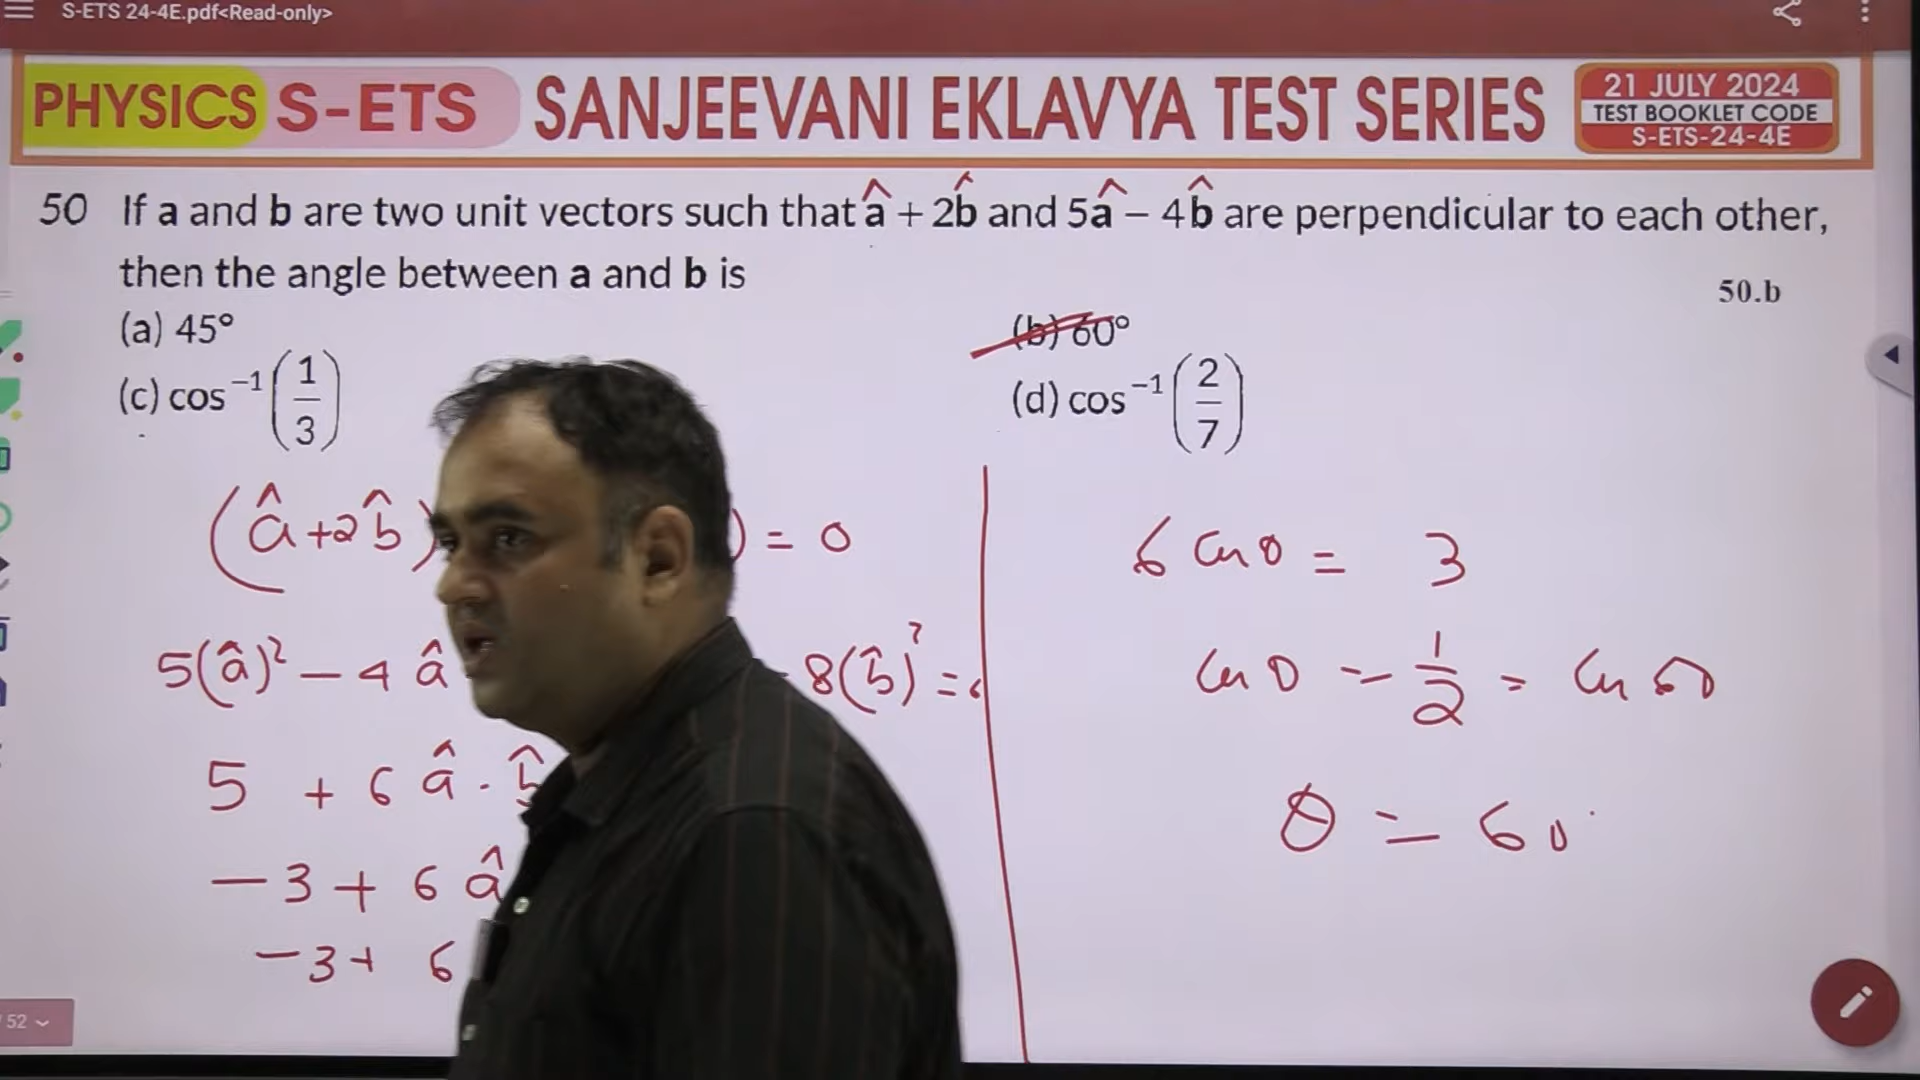 S-ETS 24-4E.pdf<Read-only>
PHYSICS S-ETS SANJEEVANI EKLAVYA TEST SERIES
21 JULY 2024
TEST BOOKLET CODE
S-ETS-24-4E
50 If a and b are two unit vectors such that â + 2b̂ and 5â − 4b̂ are perpendicular to each other,
then the angle between a and b is
50.b
(a) 45°
(b) 60°
(c) cos⁻¹(1/3)
(d) cos⁻¹(2/7)
(â+2b̂) ) = 0
5(â)² − 4 â 8(b̂)² =
5 + 6 â · b̂
−3 + 6 â
−3+ 6
6 cos θ = 3
cos θ = 1/2 = cos 60
θ = 60
52